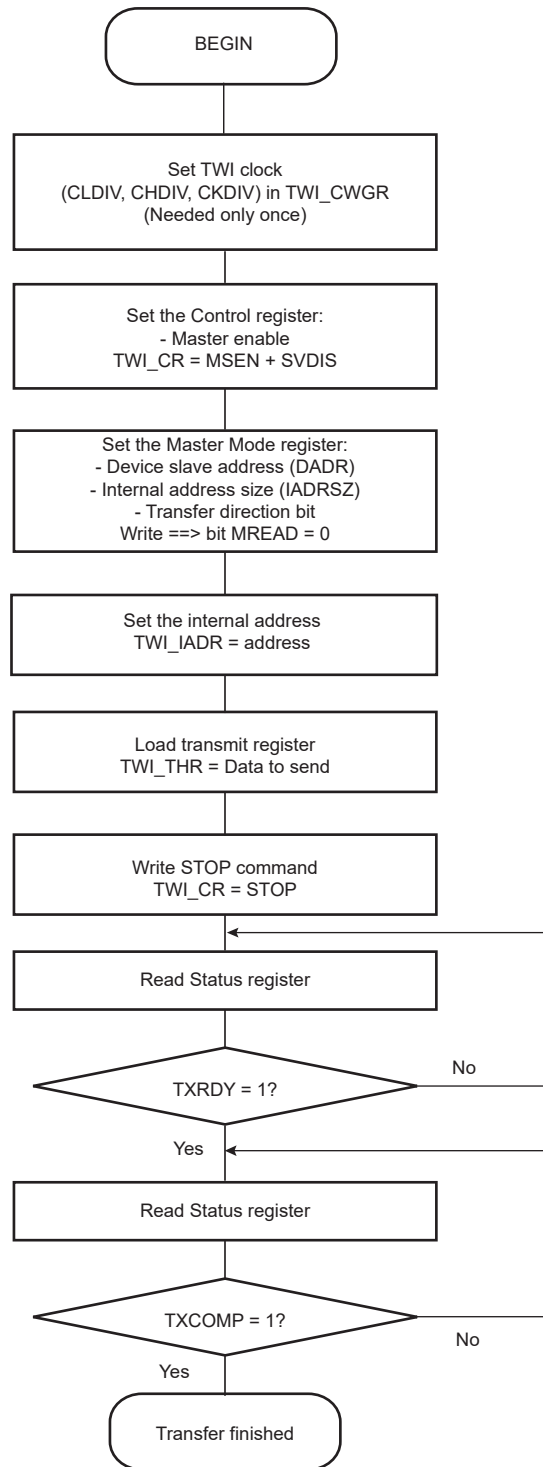 BEGIN
Set TWI clock
(CLDIV, CHDIV, CKDIV) in TWI_CWGR
(Needed only once)
Set the Control register:
- Master enable
TWI_CR = MSEN + SVDIS
Set the Master Mode register:
- Device slave address (DADR)
- Internal address size (IADRSZ)
- Transfer direction bit
Write ==> bit MREAD = 0
Set the internal address
TWI_IADR = address
Load transmit register
TWI_THR = Data to send
Write STOP command
TWI_CR = STOP
Read Status register
TXRDY = 1?
No
Yes
Read Status register
TXCOMP = 1?
No
Yes
Transfer finished